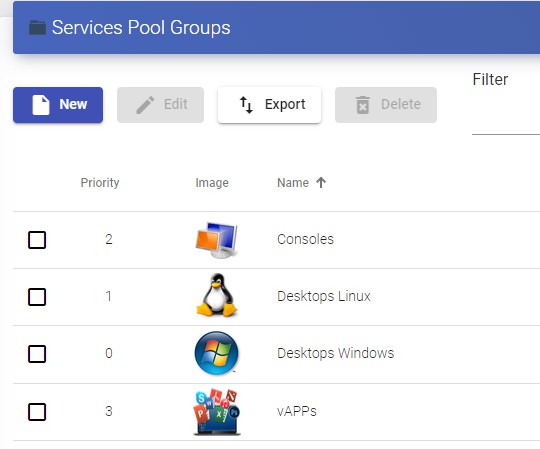 Services Pool Groups
Filter
New Edit Export Delete
Priority Image Name
2 Consoles
1 Desktops Linux
0 Desktops Windows
3 vAPPs